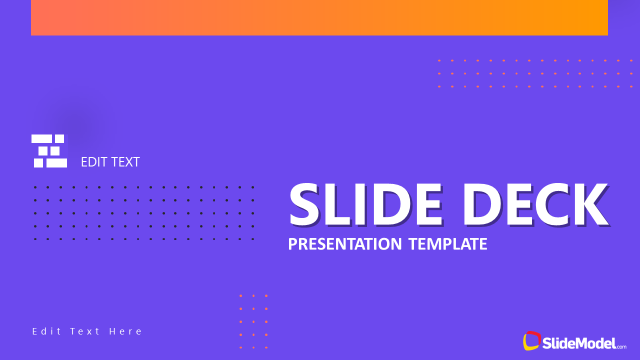 EDIT TEXT
SLIDE DECK
PRESENTATION TEMPLATE
Edit Text Here
SlideModel.com